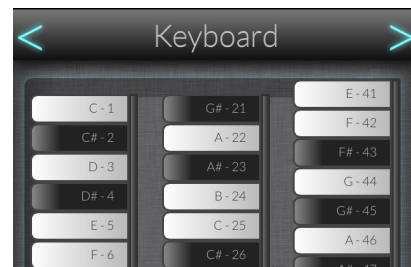 < Keyboard >
C - 1
C# - 2
D - 3
D# - 4
E - 5
F - 6
G# - 21
A - 22
A# - 23
B - 24
C - 25
C# - 26
E - 41
F - 42
F# - 43
G - 44
G# - 45
A - 46
A# - 47